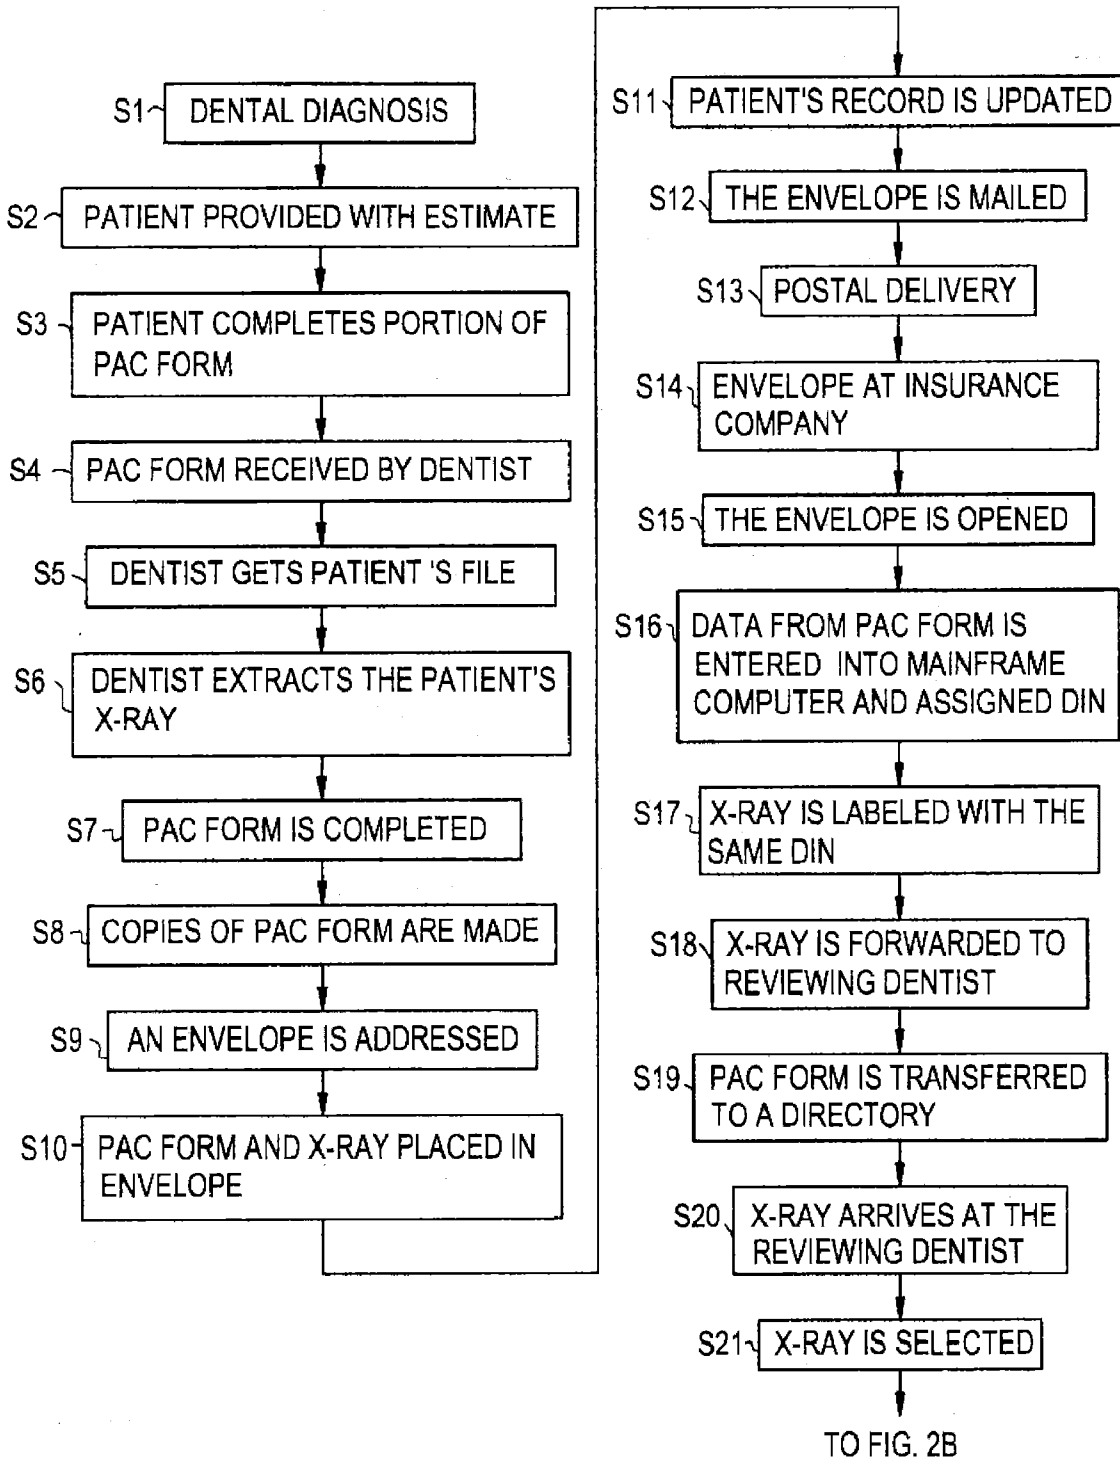 S1 DENTAL DIAGNOSIS
S2 PATIENT PROVIDED WITH ESTIMATE
S3 PATIENT COMPLETES PORTION OF
PAC FORM
S4 PAC FORM RECEIVED BY DENTIST
S5 DENTIST GETS PATIENT 'S FILE
S6 DENTIST EXTRACTS THE PATIENT'S
X-RAY
S7 PAC FORM IS COMPLETED
S8 COPIES OF PAC FORM ARE MADE
S9 AN ENVELOPE IS ADDRESSED
S10 PAC FORM AND X-RAY PLACED IN
ENVELOPE
S11 PATIENT'S RECORD IS UPDATED
S12 THE ENVELOPE IS MAILED
S13 POSTAL DELIVERY
S14 ENVELOPE AT INSURANCE
COMPANY
S15 THE ENVELOPE IS OPENED
S16 DATA FROM PAC FORM IS
ENTERED INTO MAINFRAME
COMPUTER AND ASSIGNED DIN
S17 X-RAY IS LABELED WITH THE
SAME DIN
S18 X-RAY IS FORWARDED TO
REVIEWING DENTIST
S19 PAC FORM IS TRANSFERRED
TO A DIRECTORY
S20 X-RAY ARRIVES AT THE
REVIEWING DENTIST
S21 X-RAY IS SELECTED
TO FIG. 2B